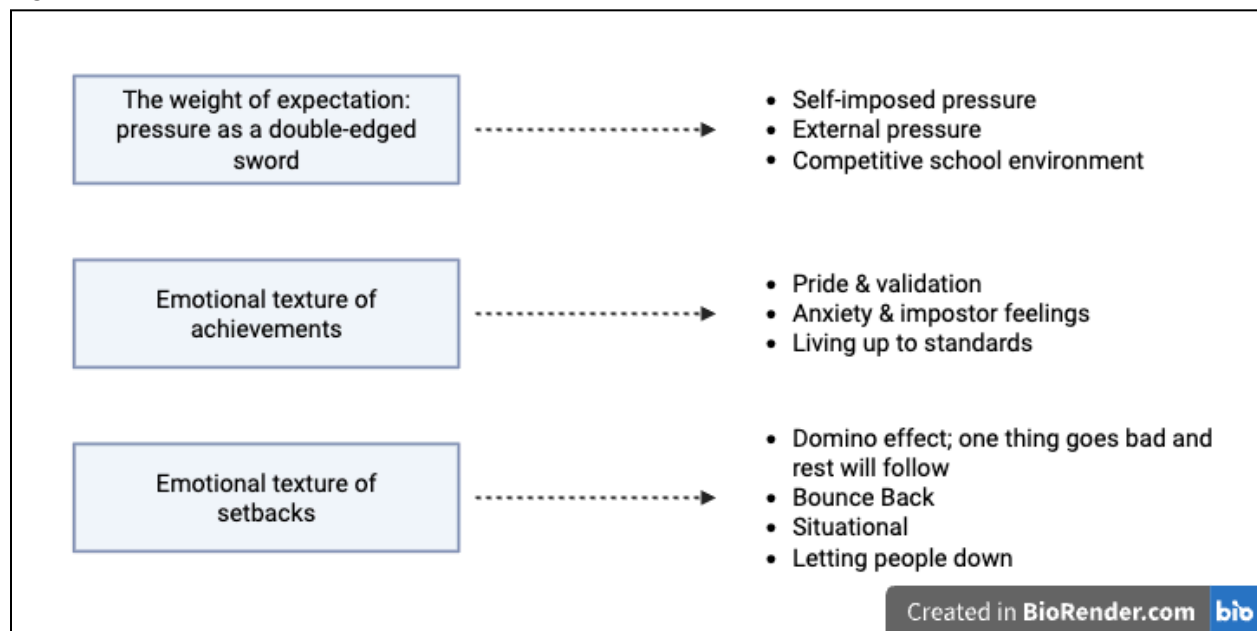 The weight of expectation:
pressure as a double-edged
sword
• Self-imposed pressure
• External pressure
• Competitive school environment
Emotional texture of
achievements
• Pride & validation
• Anxiety & impostor feelings
• Living up to standards
Emotional texture of
setbacks
• Domino effect; one thing goes bad and
rest will follow
• Bounce Back
• Situational
• Letting people down
Created in BioRender.com bio